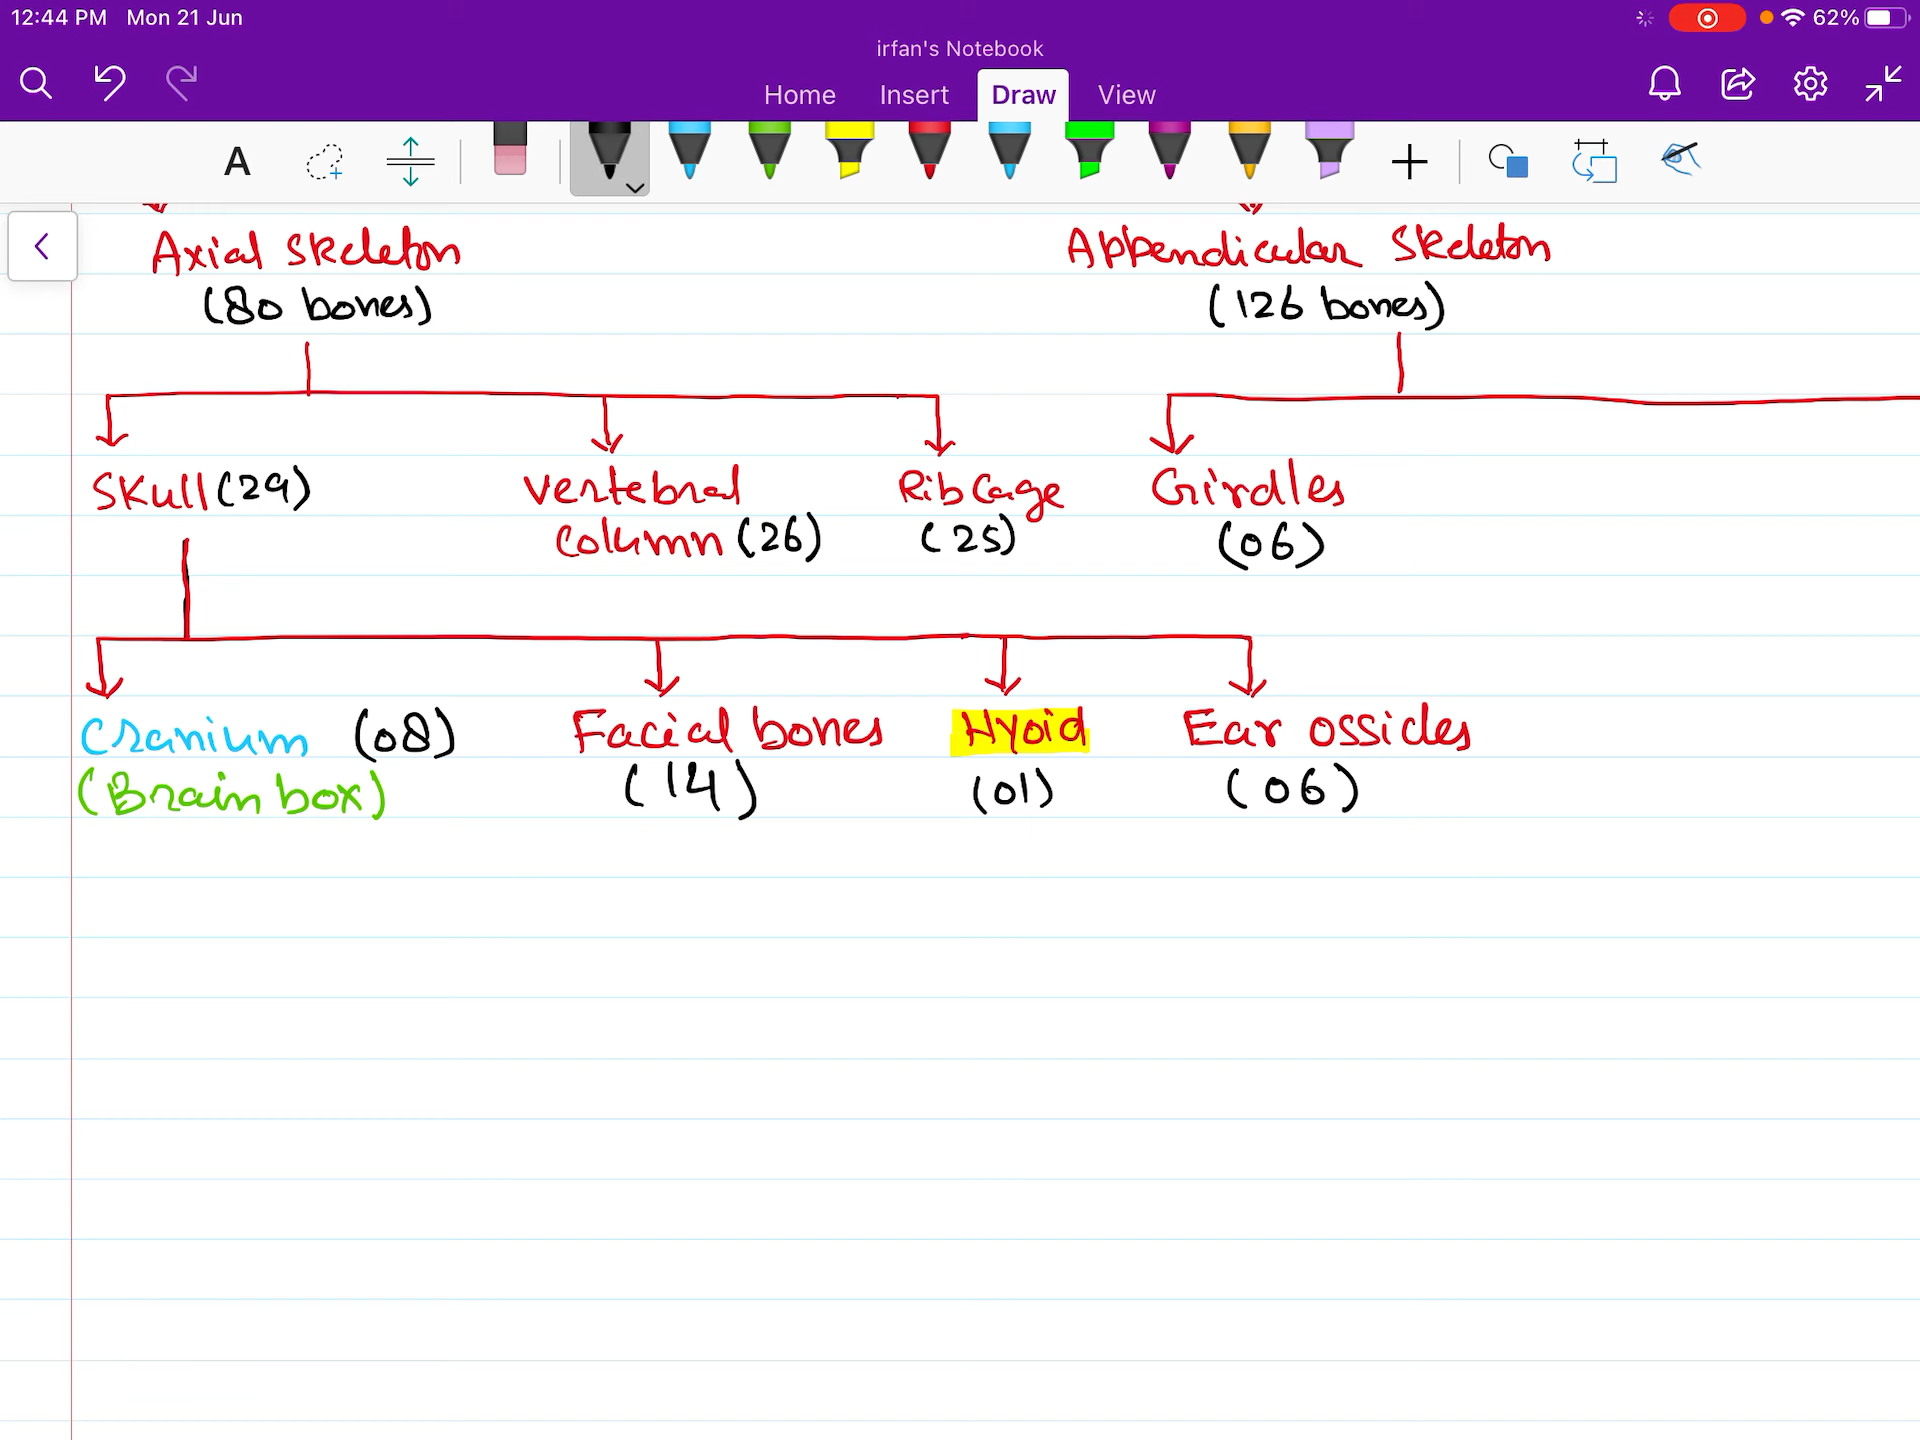 12:44 PM Mon 21 Jun
62%
irfan's Notebook
Home Insert Draw View
A
Axial Skeleton
Appendicular Skeleton
(80 bones)
(126 bones)
Skull (29)
Vertebral
Rib Cage
Girdles
Column (26)
(25)
(06)
Cranium (08)
Facial bones
Hyoid
Ear ossicles
(Brain box)
(14)
(01)
(06)